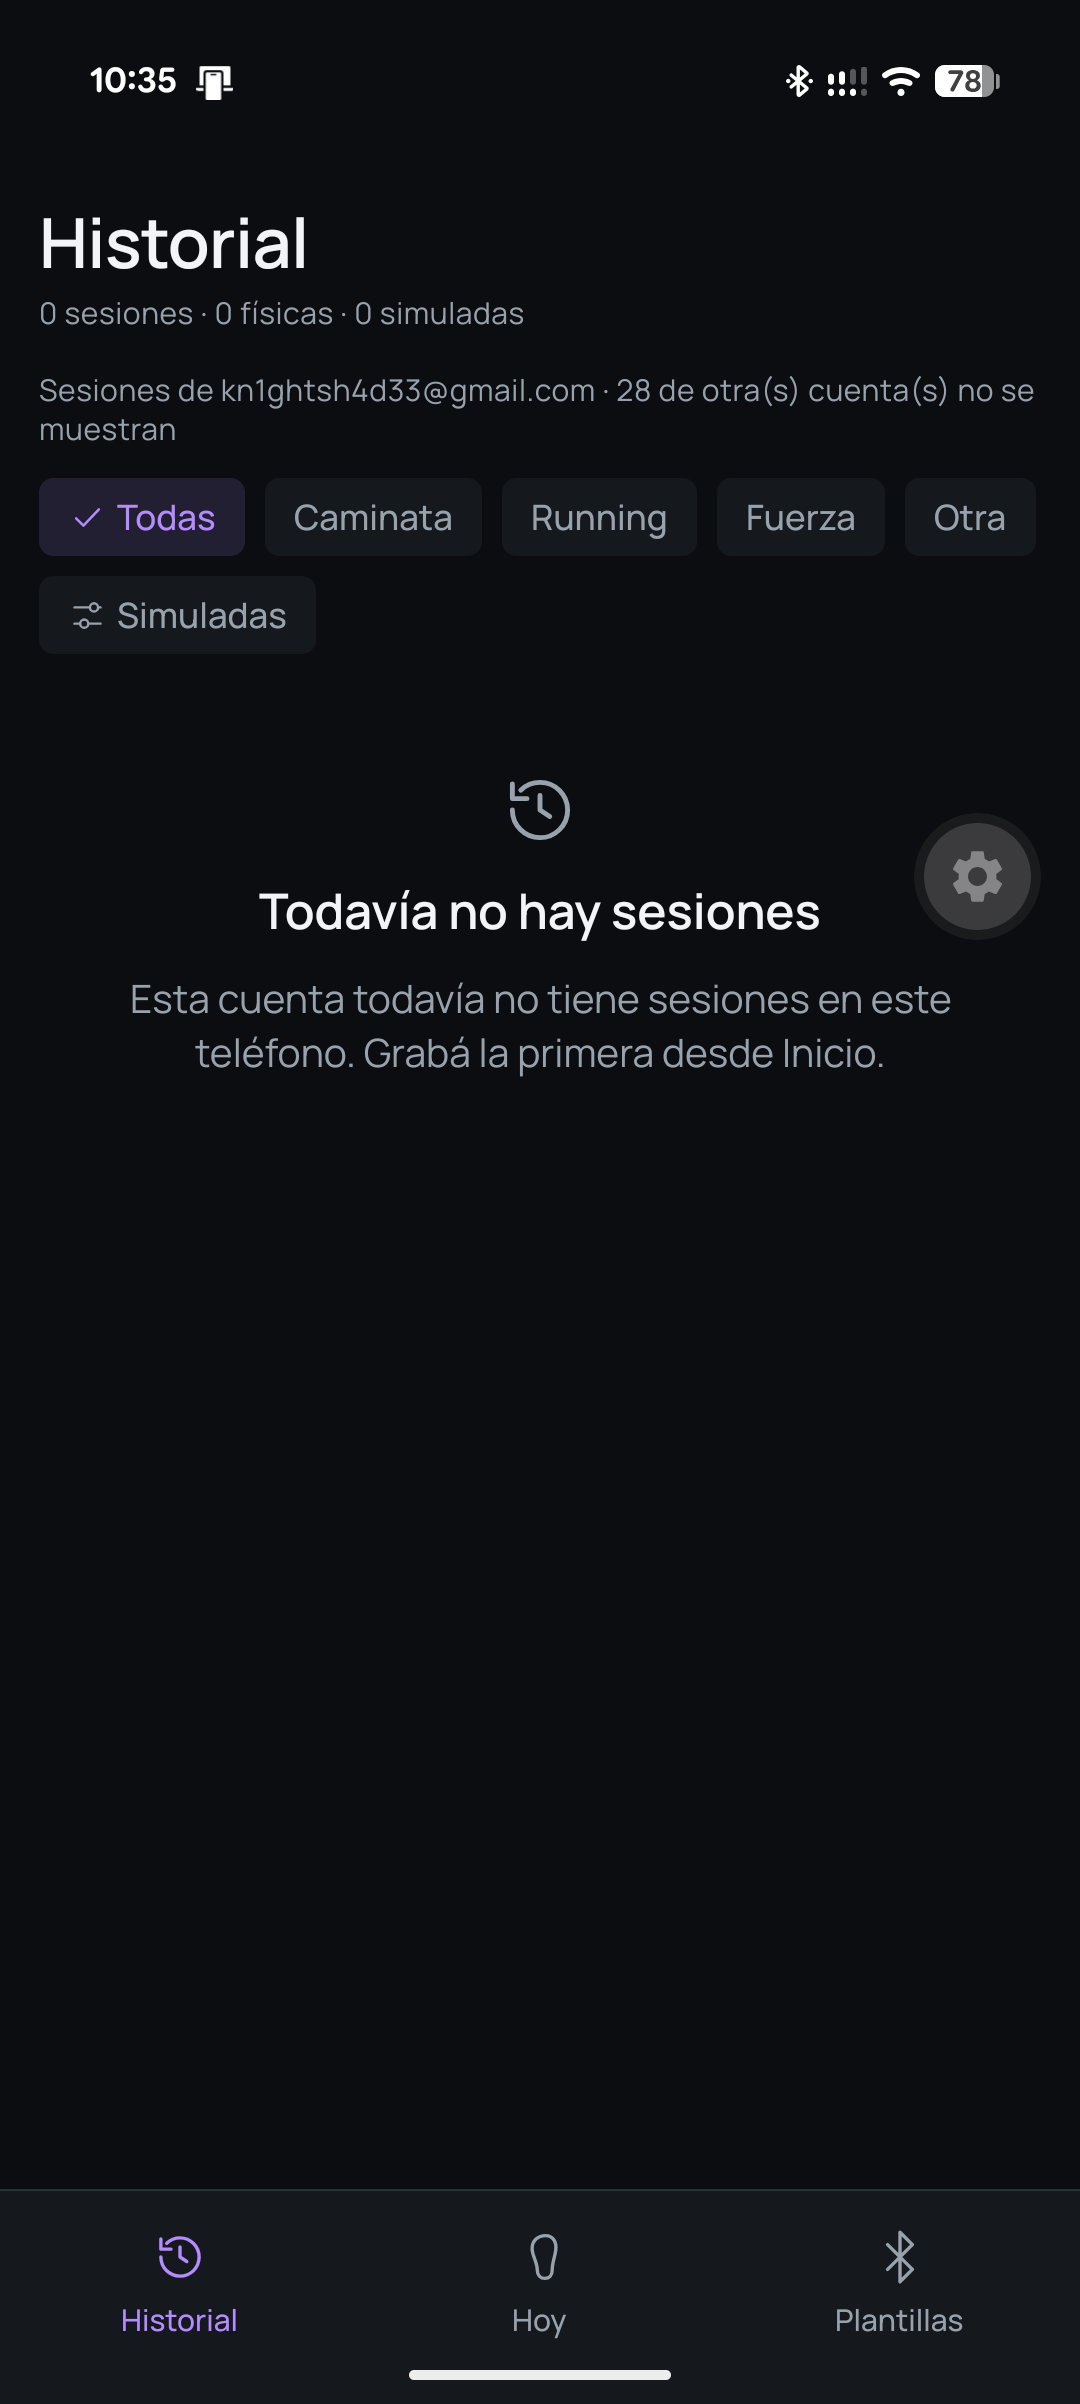 10:35
78
Historial
0 sesiones · 0 físicas · 0 simuladas
Sesiones de kn1ghtsh4d33@gmail.com · 28 de otra(s) cuenta(s) no se
muestran
Todas Caminata Running Fuerza Otra
Simuladas
Todavía no hay sesiones
Esta cuenta todavía no tiene sesiones en este
teléfono. Grabá la primera desde Inicio.
Historial Hoy Plantillas